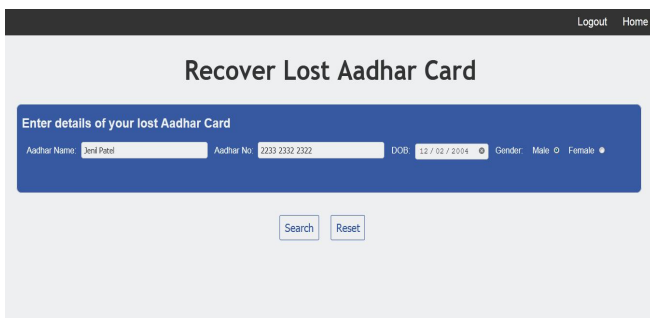 Logout Home
Recover Lost Aadhar Card
Enter details of your lost Aadhar Card
Aadhar Name: Jenil Patel Aadhar No: 2233 2332 2322 DOB: 12 / 02 / 2004 Gender: Male Female
Search Reset